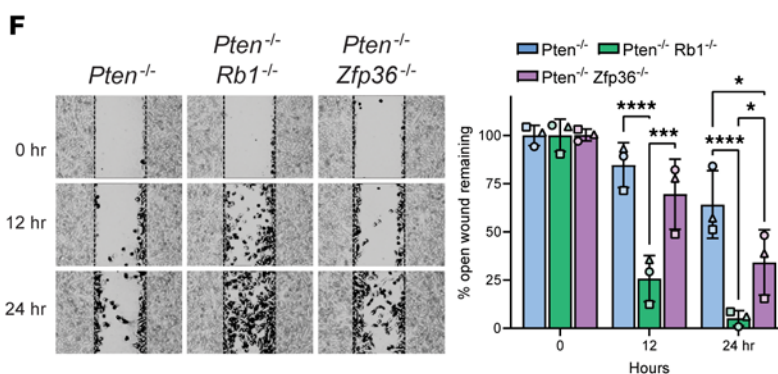 F
Pten⁻/⁻
Pten⁻/⁻ Rb1⁻/⁻
Pten⁻/⁻ Zfp36⁻/⁻
0 hr
12 hr
24 hr
Pten⁻/⁻ Pten⁻/⁻ Rb1⁻/⁻
Pten⁻/⁻ Zfp36⁻/⁻
% open wound remaining
100
75
50
25
0
**** *** **** * *
0 12 24 hr
Hours